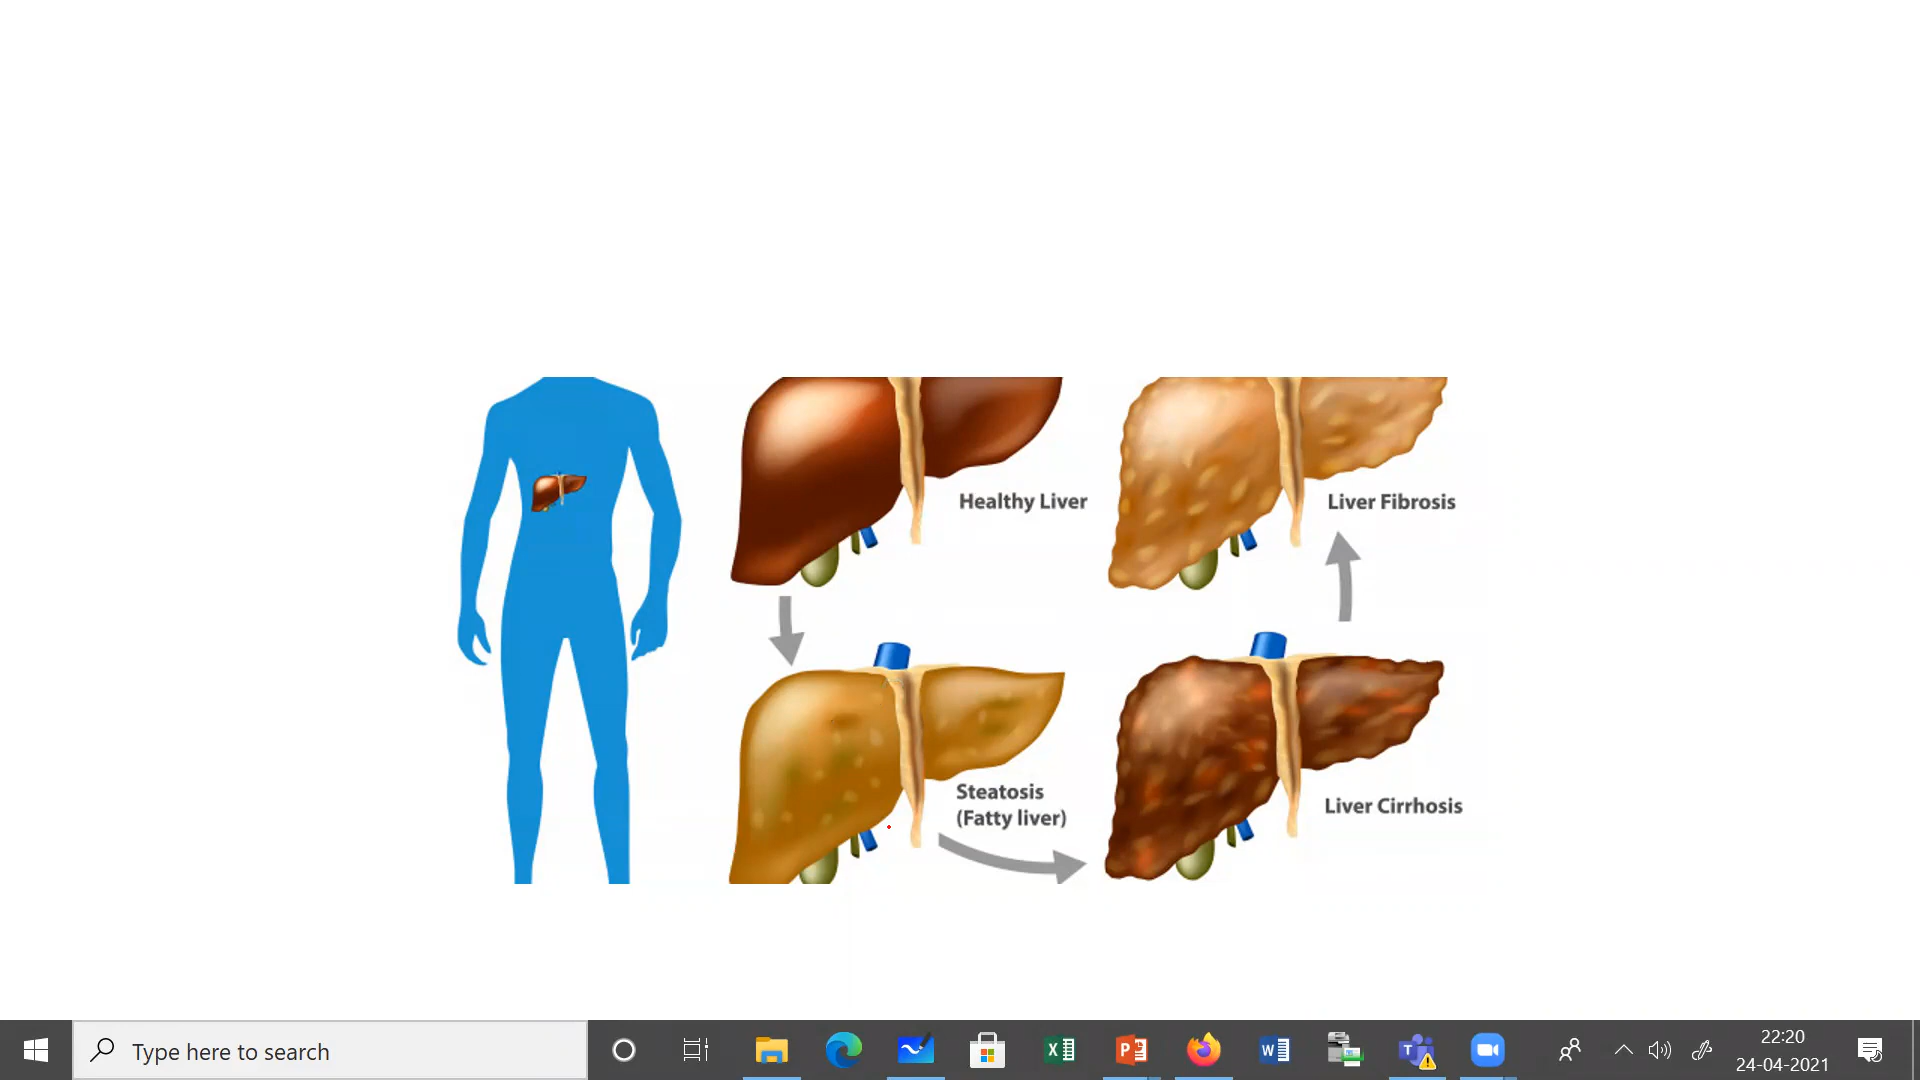 Healthy Liver
Liver Fibrosis
Steatosis
(Fatty liver)
Liver Cirrhosis
Type here to search
22:20
24-04-2021